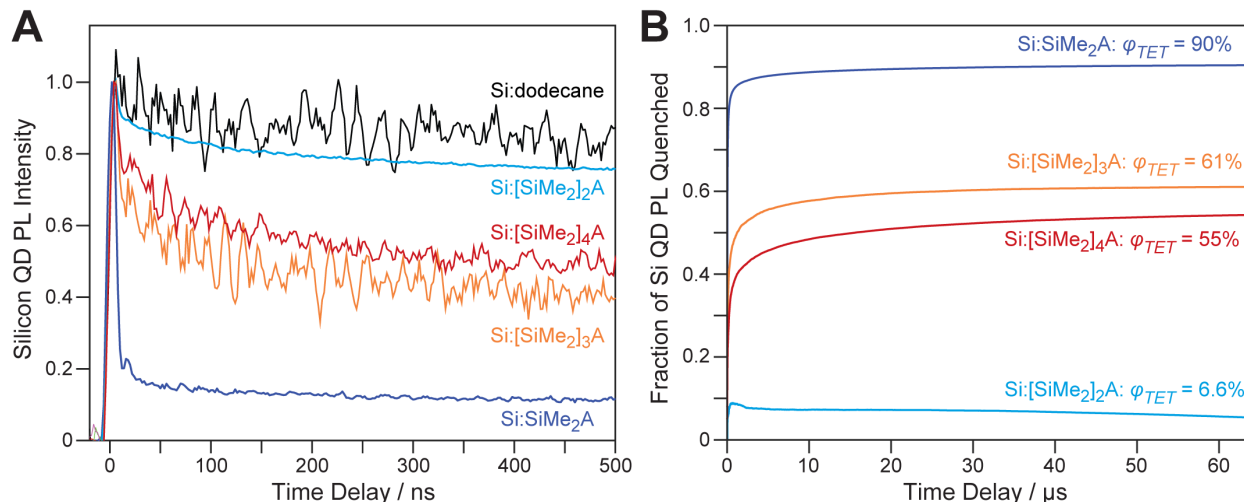 A
Silicon QD PL Intensity
1.0
0.8
0.6
0.4
0.2
0
Si:dodecane
Si:[SiMe₂]₂A
Si:[SiMe₂]₄A
Si:[SiMe₂]₃A
Si:SiMe₂A
0 100 200 300 400 500
Time Delay / ns
B
Fraction of Si QD PL Quenched
1.0
0.8
0.6
0.4
0.2
0
Si:SiMe₂A: φ_TET = 90%
Si:[SiMe₂]₃A: φ_TET = 61%
Si:[SiMe₂]₄A: φ_TET = 55%
Si:[SiMe₂]₂A: φ_TET = 6.6%
0 10 20 30 40 50 60
Time Delay / µs